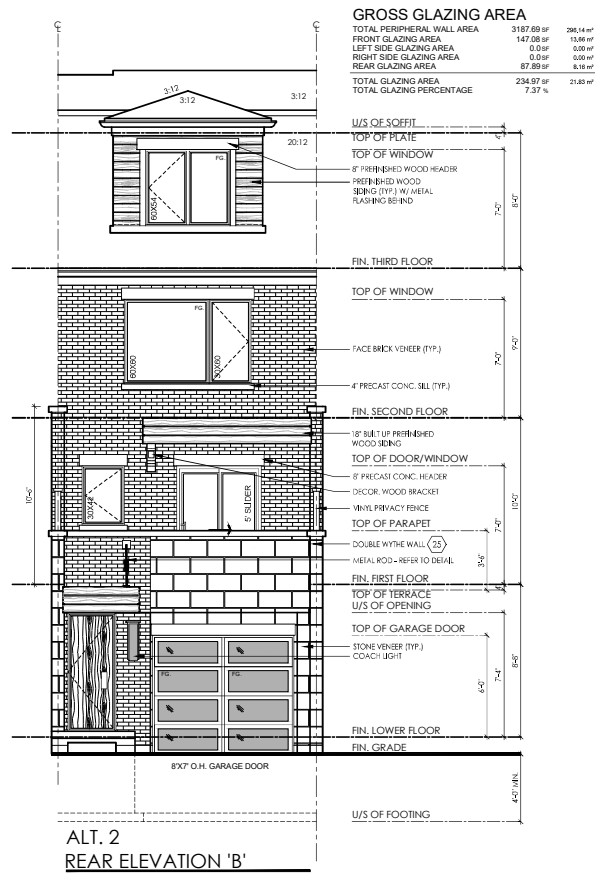 GROSS GLAZING AREA
TOTAL PERIPHERAL WALL AREA 3187.69 SF 296.14 m²
FRONT GLAZING AREA 147.08 SF 13.66 m²
LEFT SIDE GLAZING AREA 0.0 SF 0.00 m²
RIGHT SIDE GLAZING AREA 0.0 SF 0.00 m²
REAR GLAZING AREA 87.89 SF 8.16 m²
TOTAL GLAZING AREA 234.97 SF 21.83 m²
TOTAL GLAZING PERCENTAGE 7.37 %
3:12
3:12
3:12
U/S OF SOFFIT
TOP OF PLATE
20:12
TOP OF WINDOW
FG.
8" PREFINISHED WOOD HEADER
PREFINISHED WOOD
SIDING (TYP.) W/ METAL
FLASHING BEHIND
60X54
7'-0"
8'-0"
FIN. THIRD FLOOR
TOP OF WINDOW
FG.
FACE BRICK VENEER (TYP.)
60X60
30X60
7'-0"
9'-0"
4" PRECAST CONC. SILL (TYP.)
FIN. SECOND FLOOR
18" BUILT UP PREFINISHED
WOOD SIDING
TOP OF DOOR/WINDOW
8" PRECAST CONC. HEADER
DECOR. WOOD BRACKET
30X42
5' SLIDER
VINYL PRIVACY FENCE
10'-6"
7'-0"
10'-0"
TOP OF PARAPET
DOUBLE WYTHE WALL 25
METAL ROD - REFER TO DETAIL
3'-6"
FIN. FIRST FLOOR
TOP OF TERRACE
U/S OF OPENING
TOP OF GARAGE DOOR
STONE VENEER (TYP.)
COACH LIGHT
FG.
FG.
6'-0"
7'-4"
8'-8"
FIN. LOWER FLOOR
FIN. GRADE
8'X7' O.H. GARAGE DOOR
4'-0" MIN.
U/S OF FOOTING
ALT. 2
REAR ELEVATION 'B'